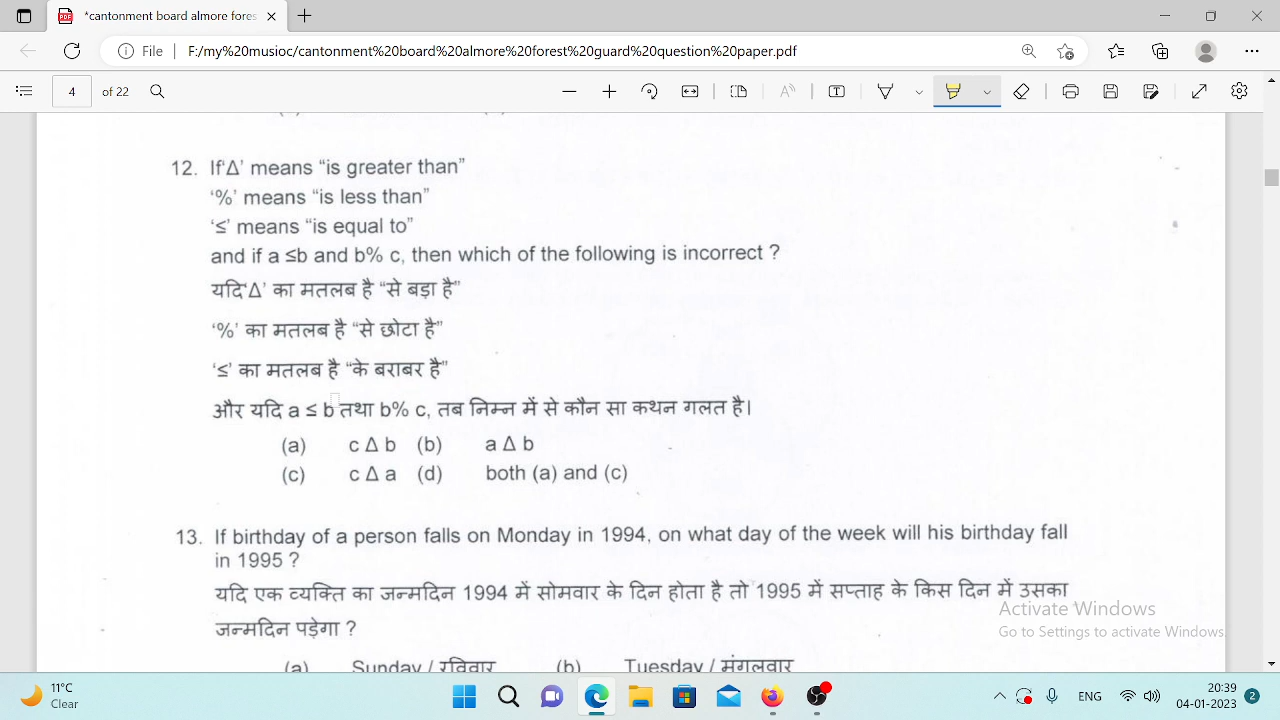 *cantonment board almore fores
File F:/my%20musioc/cantonment%20board%20almore%20forest%20guard%20question%20paper.pdf
4 of 22
12. If'Δ' means “is greater than”
'%' means “is less than”
'≤' means “is equal to”
and if a ≤b and b% c, then which of the following is incorrect ?
यदि'Δ' का मतलब है “से बड़ा है”
'%' का मतलब है “से छोटा है”
'≤' का मतलब है “के बराबर है”
और यदि a ≤ b तथा b% c, तब निम्न में से कौन सा कथन गलत है।
(a) c Δ b (b) a Δ b
(c) c Δ a (d) both (a) and (c)
13. If birthday of a person falls on Monday in 1994, on what day of the week will his birthday fall
in 1995 ?
यदि एक व्यक्ति का जन्मदिन 1994 में सोमवार के दिन होता है तो 1995 में सप्ताह के किस दिन में उसका
जन्मदिन पड़ेगा ?
(a) Sunday / रविवार (b) Tuesday / मंगलवार
Activate Windows
Go to Settings to activate Windows.
11°C
Clear
ENG
20:39
04-01-2023
2